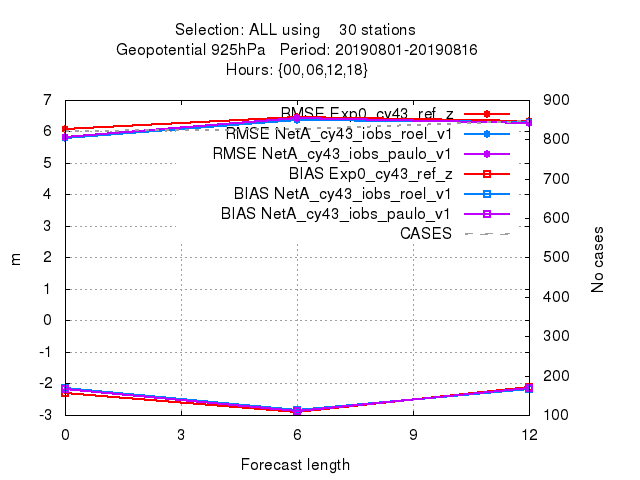 Selection: ALL using    30 stations
Geopotential 925hPa   Period: 20190801-20190816
Hours: {00,06,12,18}
m
7
6
5
4
3
2
1
0
-1
-2
-3
RMSE Exp0_cy43_ref_z
RMSE NetA_cy43_iobs_roel_v1
RMSE NetA_cy43_iobs_paulo_v1
BIAS Exp0_cy43_ref_z
BIAS NetA_cy43_iobs_roel_v1
BIAS NetA_cy43_iobs_paulo_v1
CASES
900
800
700
600
500
400
300
200
100
No cases
0 3 6 9 12
Forecast length